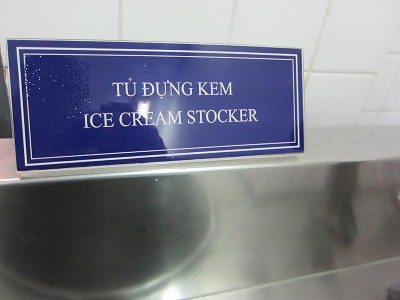 TỦ ĐỰNG KEM
ICE CREAM STOCKER